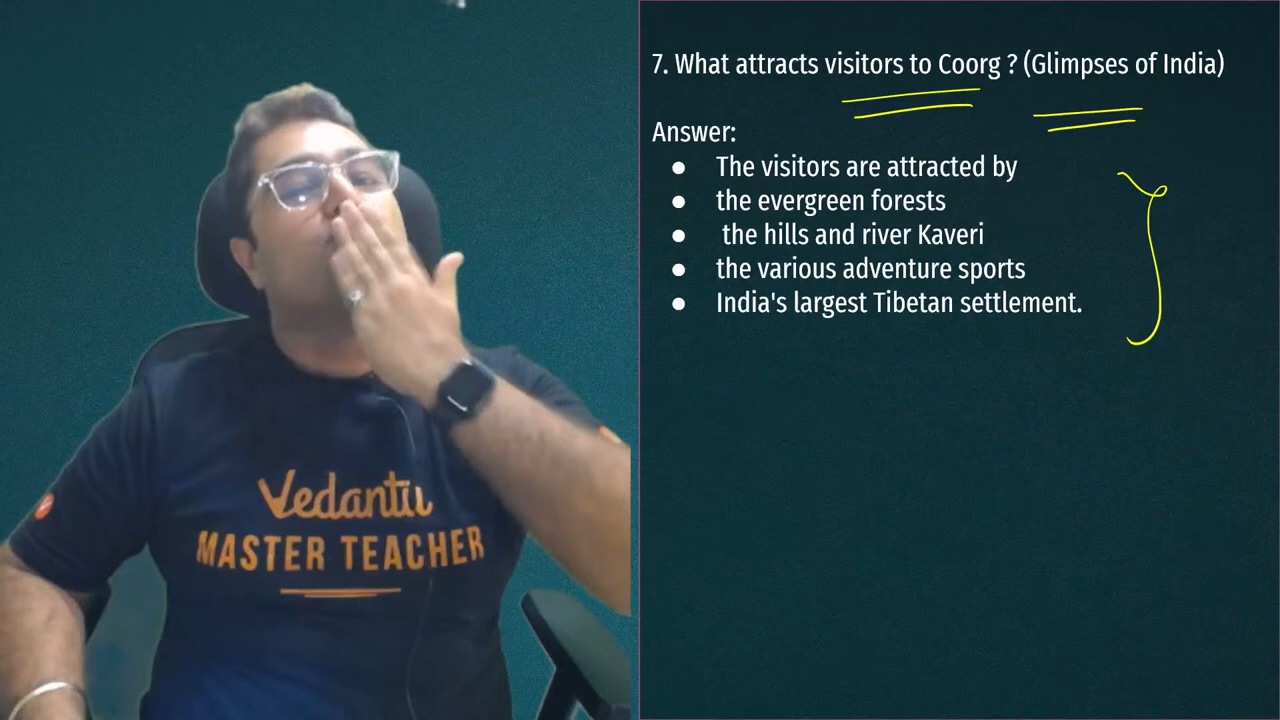 7. What attracts visitors to Coorg ? (Glimpses of India)
Answer:
● The visitors are attracted by
● the evergreen forests
● the hills and river Kaveri
● the various adventure sports
● India's largest Tibetan settlement.
Vedantu
MASTER TEACHER